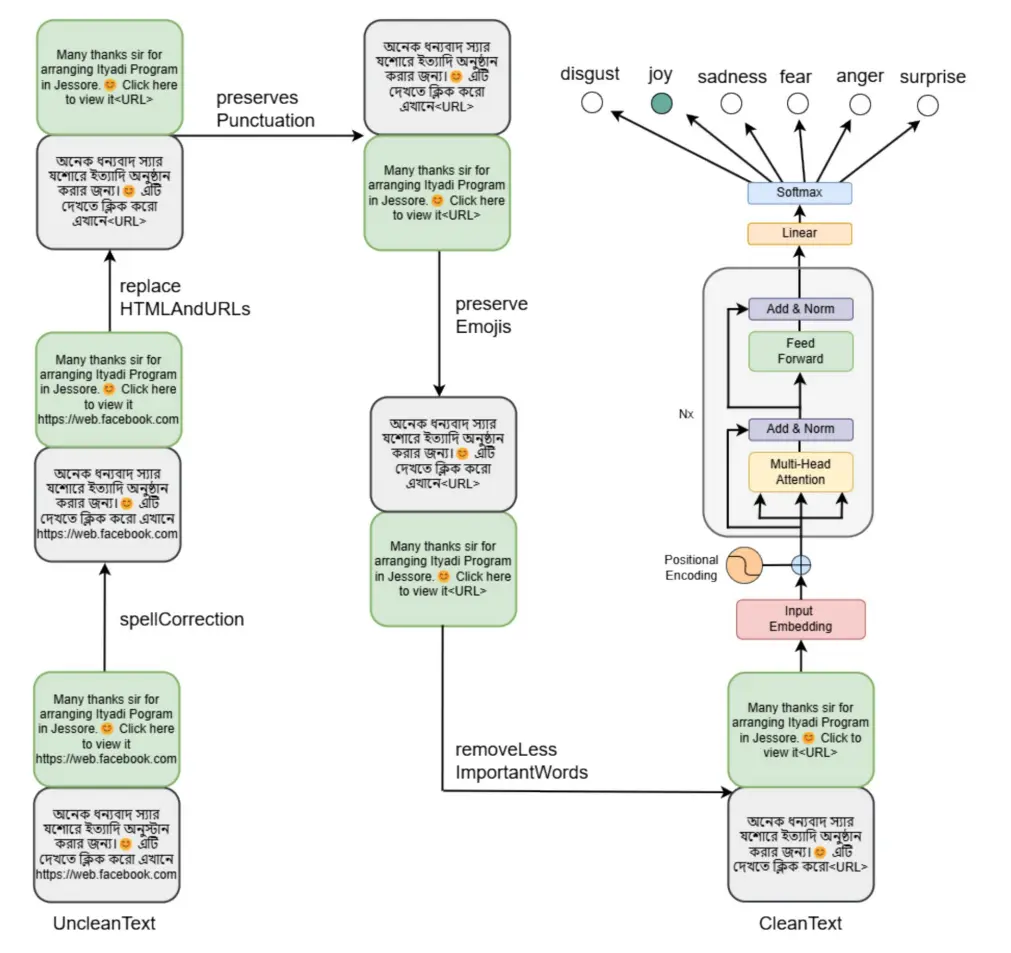 Many thanks sir for
arranging Ityadi Program
in Jessore. 😊 Click here
to view it<URL>
অনেক ধন্যবাদ স্যার
যশোরে ইত্যাদি অনুষ্ঠান
করার জন্য।😊 এটি
দেখতে ক্লিক করো
এখানে<URL>
preserves
Punctuation
অনেক ধন্যবাদ স্যার
যশোরে ইত্যাদি অনুষ্ঠান
করার জন্য।😊 এটি
দেখতে ক্লিক করো
এখানে<URL>
Many thanks sir for
arranging Ityadi Program
in Jessore. 😊 Click here
to view it<URL>
replace
HTMLAndURLs
Many thanks sir for
arranging Ityadi Program
in Jessore. 😊 Click here
to view it
https://web.facebook.com
অনেক ধন্যবাদ স্যার
যশোরে ইত্যাদি অনুষ্ঠান
করার জন্য।😊 এটি
দেখতে ক্লিক করো এখানে
https://web.facebook.com
preserve
Emojis
অনেক ধন্যবাদ স্যার
যশোরে ইত্যাদি অনুষ্ঠান
করার জন্য।😊 এটি
দেখতে ক্লিক করো
এখানে<URL>
Many thanks sir for
arranging Ityadi Program
in Jessore. 😊 Click here
to view it<URL>
spellCorrection
Many thanks sir for
arranging Ityadi Pogram
in Jessore. 😊 Click here
to view it
https://web.facebook.com
অনেক ধন্যবাদ স্যার
যশোরে ইত্যাদি অনুস্টান
করার জন্য।😊 এটি
দেখতে ক্লিক করো এখানে
https://web.facebook.com
UncleanText
removeLess
ImportantWords
disgust joy sadness fear anger surprise
Softmax
Linear
Add & Norm
Feed
Forward
Nx
Add & Norm
Multi-Head
Attention
Positional
Encoding
Input
Embedding
Many thanks sir for
arranging Ityadi Program
in Jessore. 😊 Click to
view it<URL>
অনেক ধন্যবাদ স্যার
যশোরে ইত্যাদি অনুষ্ঠান
করার জন্য।😊 এটি
দেখতে ক্লিক করো<URL>
CleanText